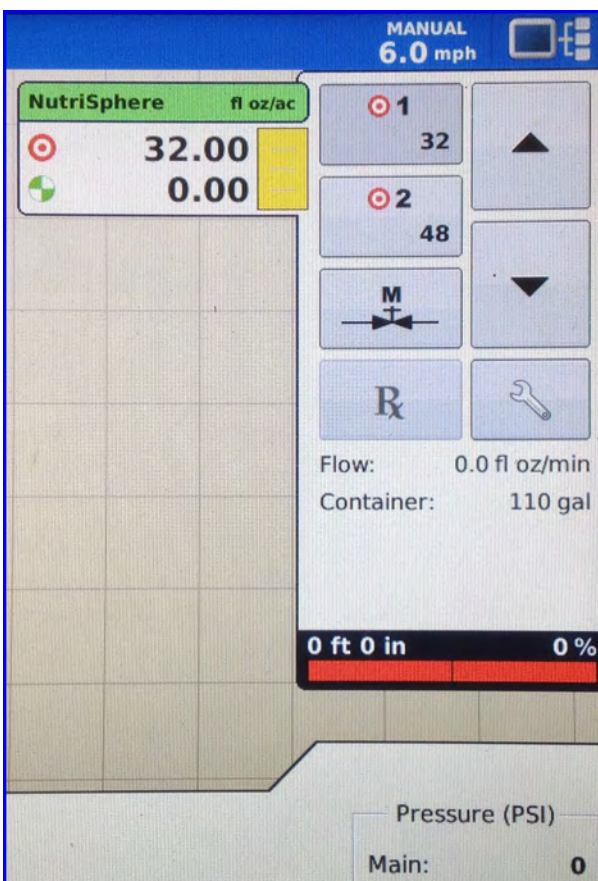 MANUAL
6.0 mph
NutriSphere fl oz/ac
32.00
0.00
1
32
2
48
M
Rx
Flow: 0.0 fl oz/min
Container: 110 gal
0 ft 0 in 0 %
Pressure (PSI)
Main: 0